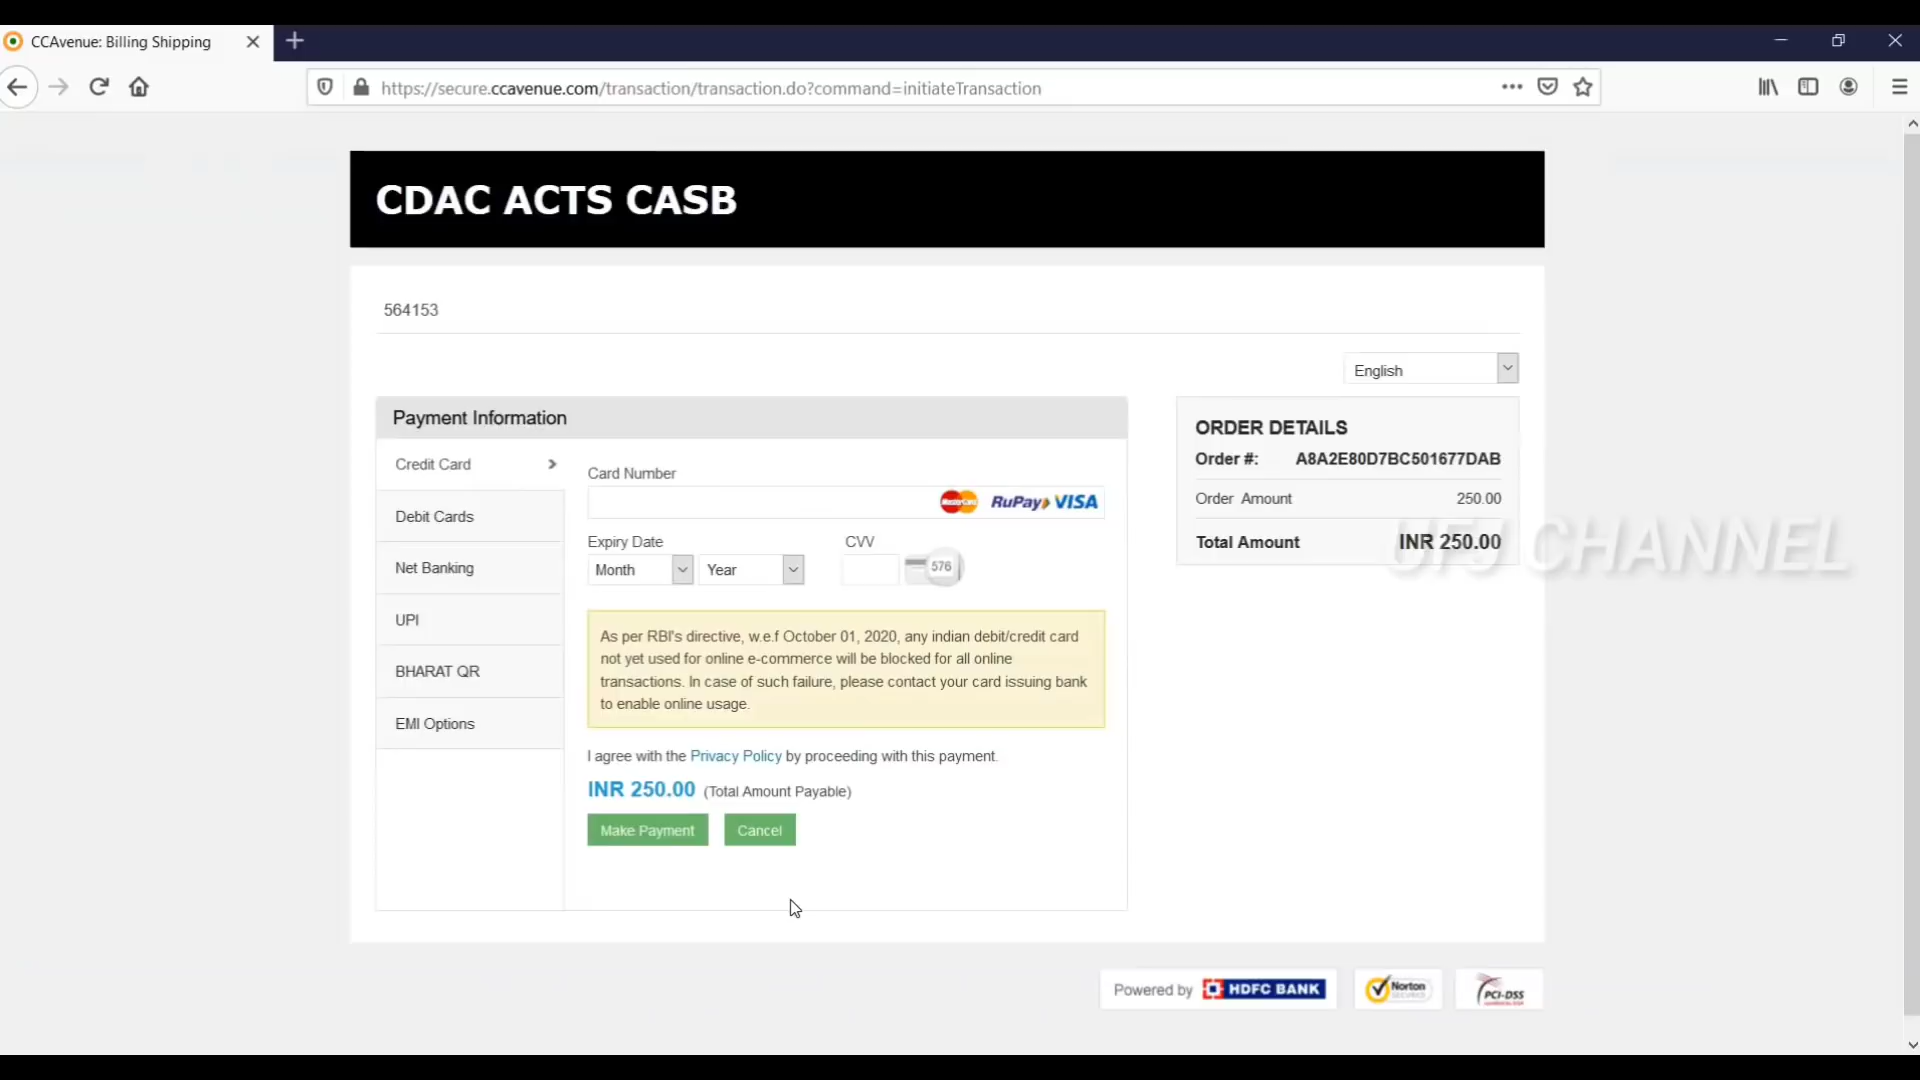 CCAvenue: Billing Shipping
https://secure.ccavenue.com/transaction/transaction.do?command=initiateTransaction
CDAC ACTS CASB
564153
English
Payment Information
Credit Card
Debit Cards
Net Banking
UPI
BHARAT QR
EMI Options
Card Number
MasterCard RuPay VISA
Expiry Date
CVV
Month
Year
576
As per RBI's directive, w.e.f October 01, 2020, any indian debit/credit card
not yet used for online e-commerce will be blocked for all online
transactions. In case of such failure, please contact your card issuing bank
to enable online usage.
I agree with the Privacy Policy by proceeding with this payment.
INR 250.00 (Total Amount Payable)
Make Payment
Cancel
ORDER DETAILS
Order #: A8A2E80D7BC501677DAB
Order Amount 250.00
Total Amount INR 250.00
UFJ CHANNEL
Powered by HDFC BANK
Norton
SECURED
PCI-DSS